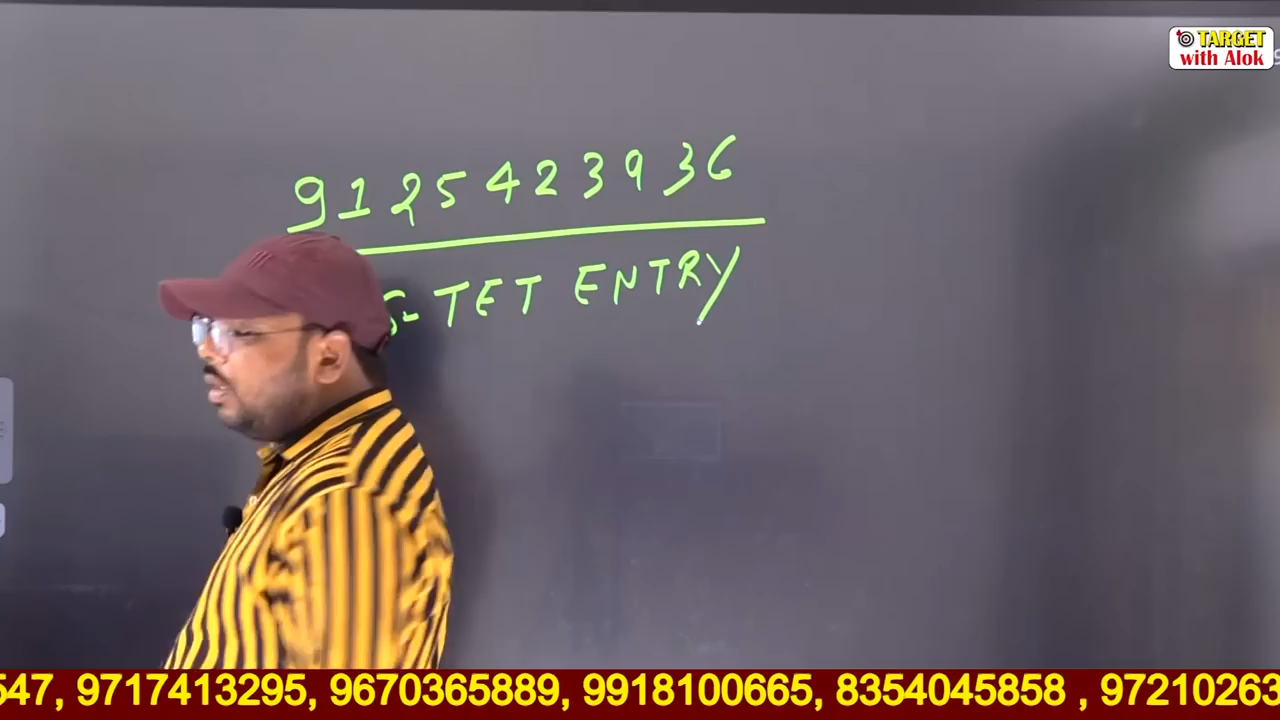 TARGET
with Alok
9125423936
S-TET ENTRY
547, 9717413295, 9670365889, 9918100665, 8354045858 , 97210263